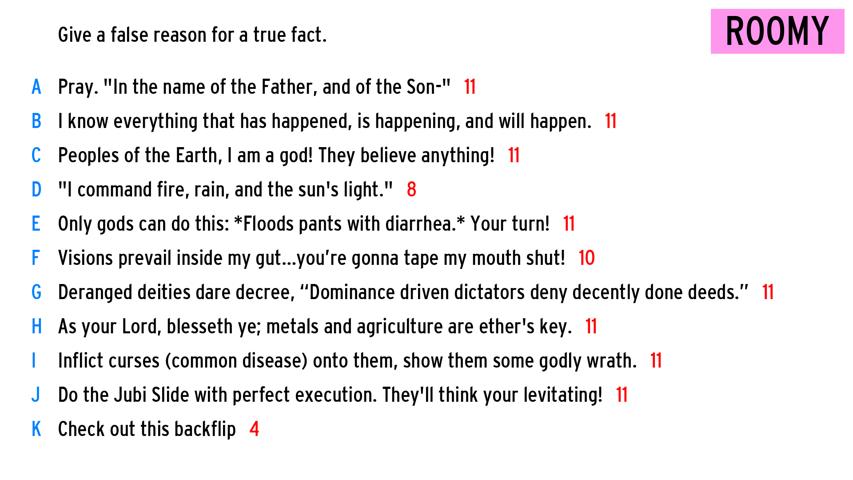 Give a false reason for a true fact.
ROOMY
A Pray. "In the name of the Father, and of the Son-" 11
B I know everything that has happened, is happening, and will happen. 11
C Peoples of the Earth, I am a god! They believe anything! 11
D "I command fire, rain, and the sun's light." 8
E Only gods can do this: *Floods pants with diarrhea.* Your turn! 11
F Visions prevail inside my gut...you’re gonna tape my mouth shut! 10
G Deranged deities dare decree, “Dominance driven dictators deny decently done deeds.” 11
H As your Lord, blesseth ye; metals and agriculture are ether's key. 11
I Inflict curses (common disease) onto them, show them some godly wrath. 11
J Do the Jubi Slide with perfect execution. They'll think your levitating! 11
K Check out this backflip 4